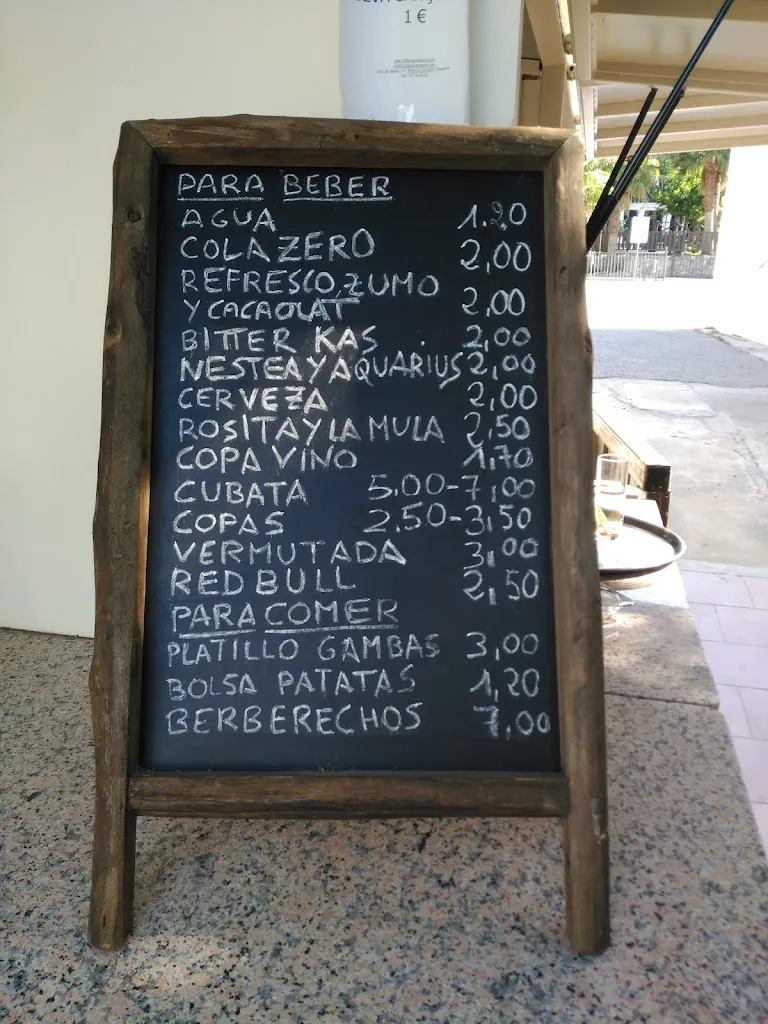 1€
PARA BEBER
AGUA 1.20
COLA ZERO 2,00
REFRESCO, ZUMO
Y CACAOLAT 2,00
BITTER KAS 2,00
NESTEA Y AQUARIUS 2,00
CERVEZA 2,00
ROSITA Y LA MULA 2,50
COPA VINO 1,70
CUBATA 5.00-7,00
COPAS 2.50-3,50
VERMUTADA 3,00
RED BULL 2,50
PARA COMER
PLATILLO GAMBAS 3,00
BOLSA PATATAS 1,20
BERBERECHOS 7,00